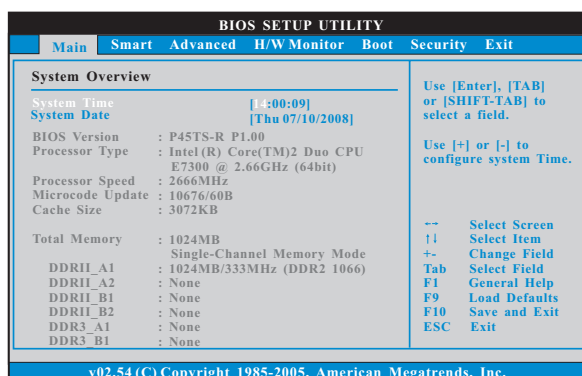 BIOS SETUP UTILITY
Main Smart Advanced H/W Monitor Boot Security Exit
System Overview
System Time [14:00:09]
System Date [Thu 07/10/2008]
BIOS Version : P45TS-R P1.00
Processor Type : Intel (R) Core(TM)2 Duo CPU
E7300 @ 2.66GHz (64bit)
Processor Speed : 2666MHz
Microcode Update : 10676/60B
Cache Size : 3072KB
Total Memory : 1024MB
Single-Channel Memory Mode
DDRII_A1 : 1024MB/333MHz (DDR2 1066)
DDRII_A2 : None
DDRII_B1 : None
DDRII_B2 : None
DDR3_A1 : None
DDR3_B1 : None
Use [Enter], [TAB]
or [SHIFT-TAB] to
select a field.
Use [+] or [-] to
configure system Time.
←→ Select Screen
↑↓ Select Item
+- Change Field
Tab Select Field
F1 General Help
F9 Load Defaults
F10 Save and Exit
ESC Exit
v02.54 (C) Copyright 1985-2005, American Megatrends, Inc.